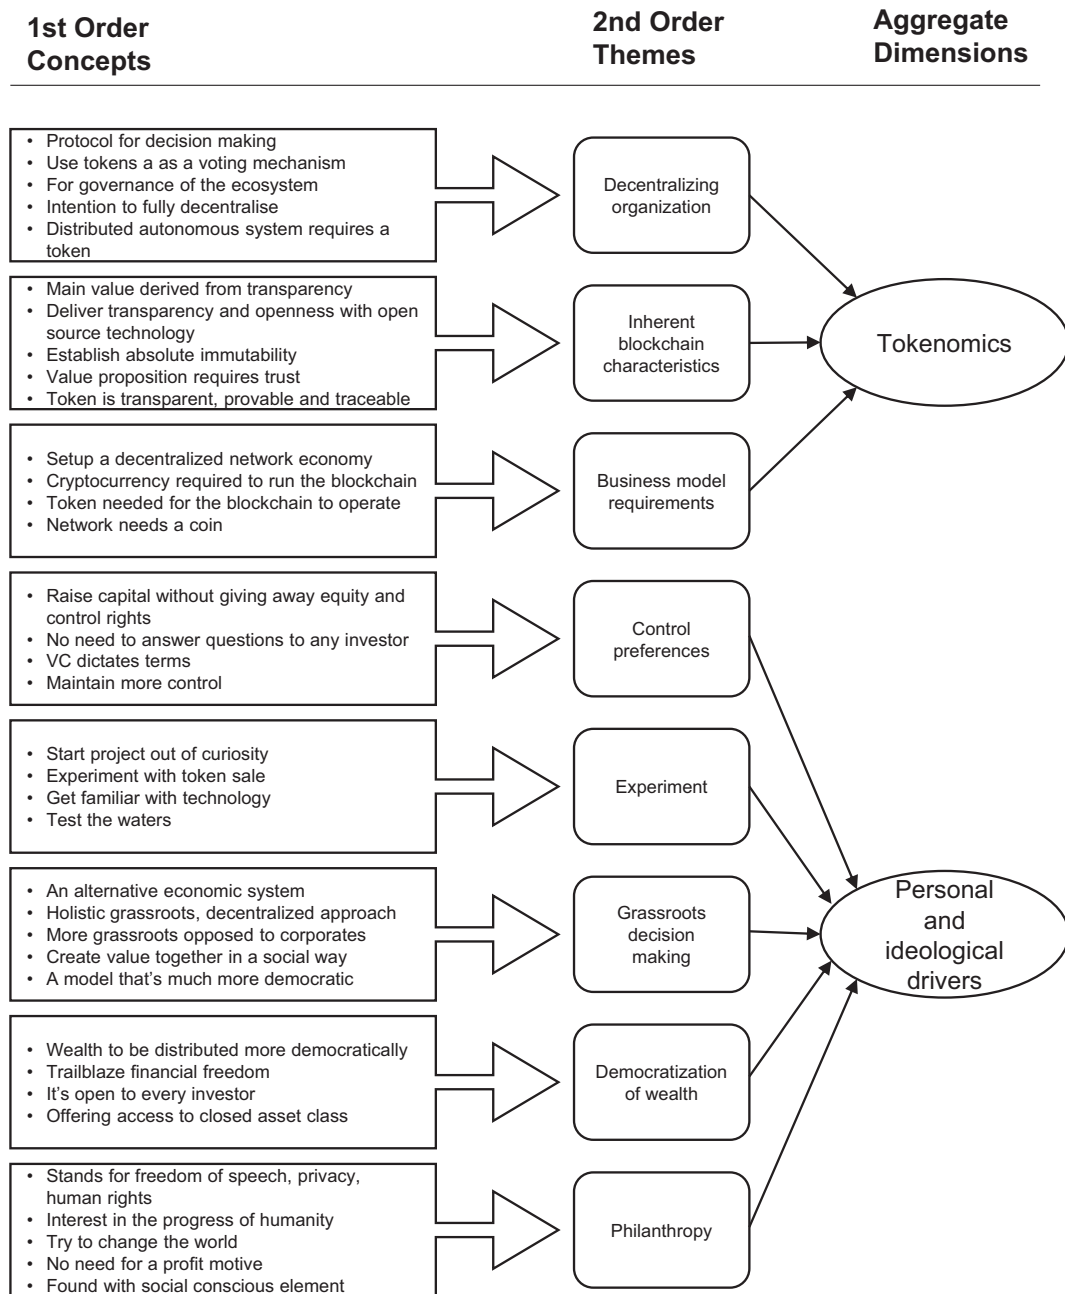 1st Order
Concepts
2nd Order
Themes
Aggregate
Dimensions
• Protocol for decision making
• Use tokens a as a voting mechanism
• For governance of the ecosystem
• Intention to fully decentralise
• Distributed autonomous system requires a
token
Decentralizing
organization
• Main value derived from transparency
• Deliver transparency and openness with open
source technology
• Establish absolute immutability
• Value proposition requires trust
• Token is transparent, provable and traceable
Inherent
blockchain
characteristics
Tokenomics
• Setup a decentralized network economy
• Cryptocurrency required to run the blockchain
• Token needed for the blockchain to operate
• Network needs a coin
Business model
requirements
• Raise capital without giving away equity and
control rights
• No need to answer questions to any investor
• VC dictates terms
• Maintain more control
Control
preferences
• Start project out of curiosity
• Experiment with token sale
• Get familiar with technology
• Test the waters
Experiment
• An alternative economic system
• Holistic grassroots, decentralized approach
• More grassroots opposed to corporates
• Create value together in a social way
• A model that's much more democratic
Grassroots
decision
making
Personal
and
ideological
drivers
• Wealth to be distributed more democratically
• Trailblaze financial freedom
• It's open to every investor
• Offering access to closed asset class
Democratization
of wealth
• Stands for freedom of speech, privacy,
human rights
• Interest in the progress of humanity
• Try to change the world
• No need for a profit motive
• Found with social conscious element
Philanthropy